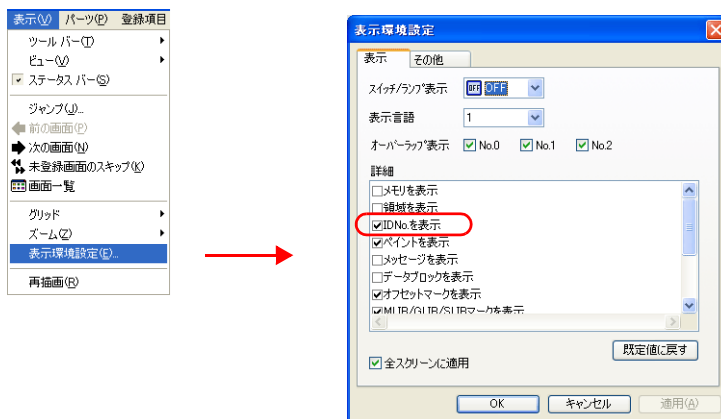 表示(V) パーツ(P) 登録項目
ツール バー(T)
ビュー(V)
ステータス バー(S)
ジャンプ(J)...
前の画面(P)
次の画面(N)
未登録画面のスキップ(K)
画面一覧
グリッド
ズーム(Z)
表示環境設定(E)...
再描画(R)
表示環境設定
表示 その他
スイッチ/ランプ表示 OFF OFF
表示言語 1
オーバーラップ表示 No.0 No.1 No.2
詳細
メモリを表示
領域を表示
IDNo.を表示
ペイントを表示
メッセージを表示
データブロックを表示
オフセットマークを表示
MLIB/GLIB/SLIBマークを表示
既定値に戻す
全スクリーンに適用
OK キャンセル 適用(A)